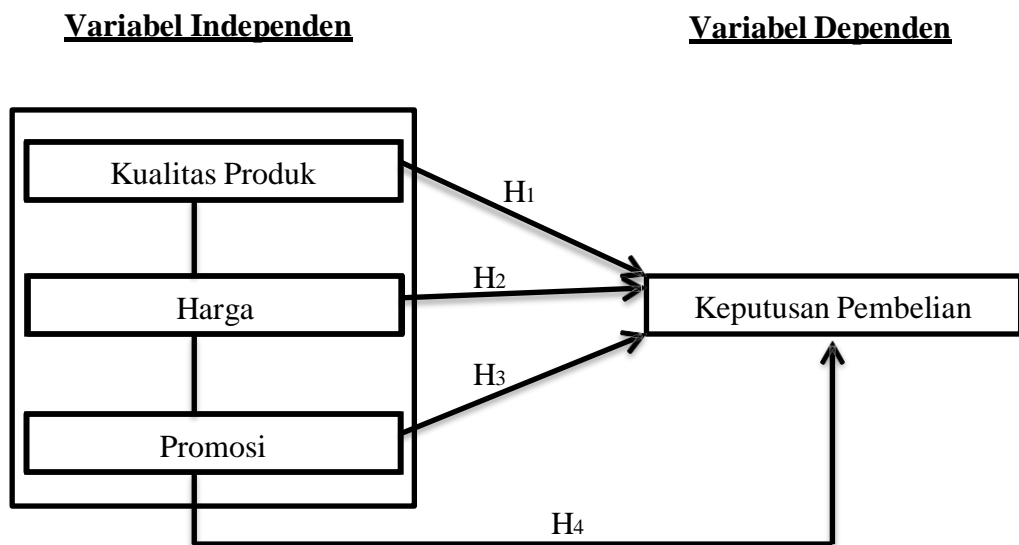 Variabel Independen
Variabel Dependen
Kualitas Produk
H1
H2
Harga
Keputusan Pembelian
H3
Promosi
H4